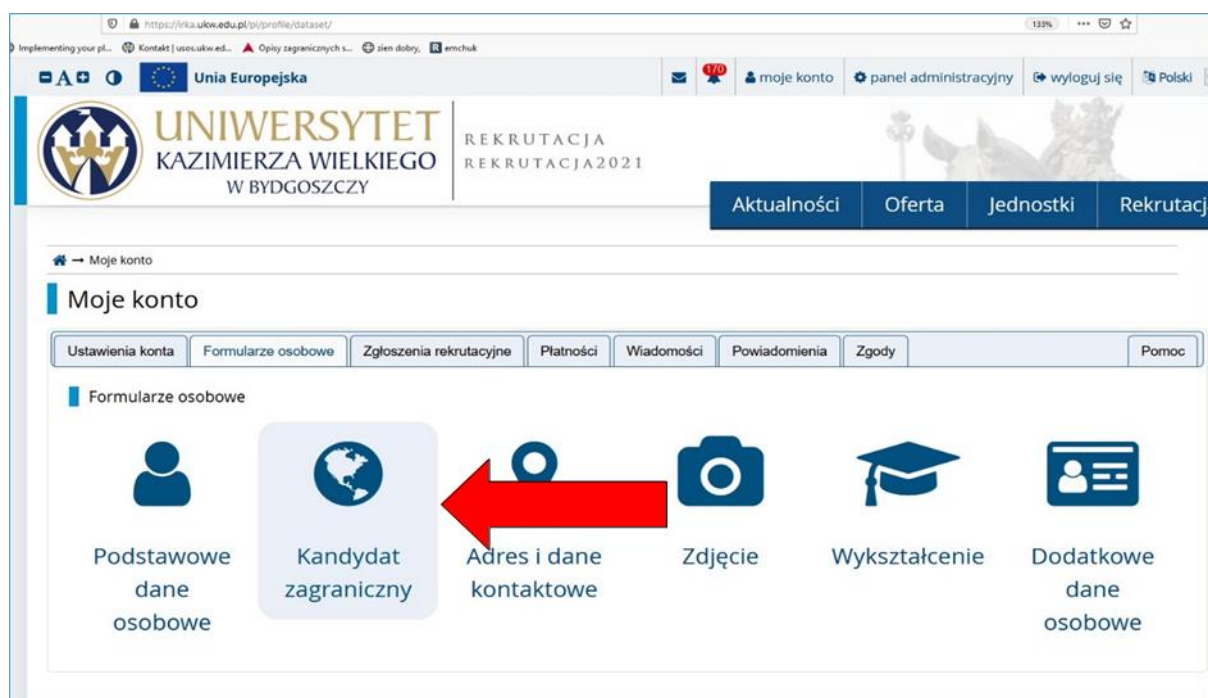 https://irka.ukw.edu.pl/pl/profile/dataset/ 133%
Implementing your pl... Kontakt | usos.ukw.ed... Opisy zagranicznych s... zien dobry, R emchuk
A Unia Europejska 170 moje konto panel administracyjny wyloguj się Polski
UNIWERSYTET
KAZIMIERZA WIELKIEGO
W BYDGOSZCZY
REKRUTACJA
REKRUTACJA2021
Aktualności Oferta Jednostki Rekrutacj
→ Moje konto
Moje konto
Ustawienia konta Formularze osobowe Zgłoszenia rekrutacyjne Płatności Wiadomości Powiadomienia Zgody Pomoc
Formularze osobowe
Podstawowe dane osobowe
Kandydat zagraniczny
Adres i dane kontaktowe
Zdjęcie
Wykształcenie
Dodatkowe dane osobowe